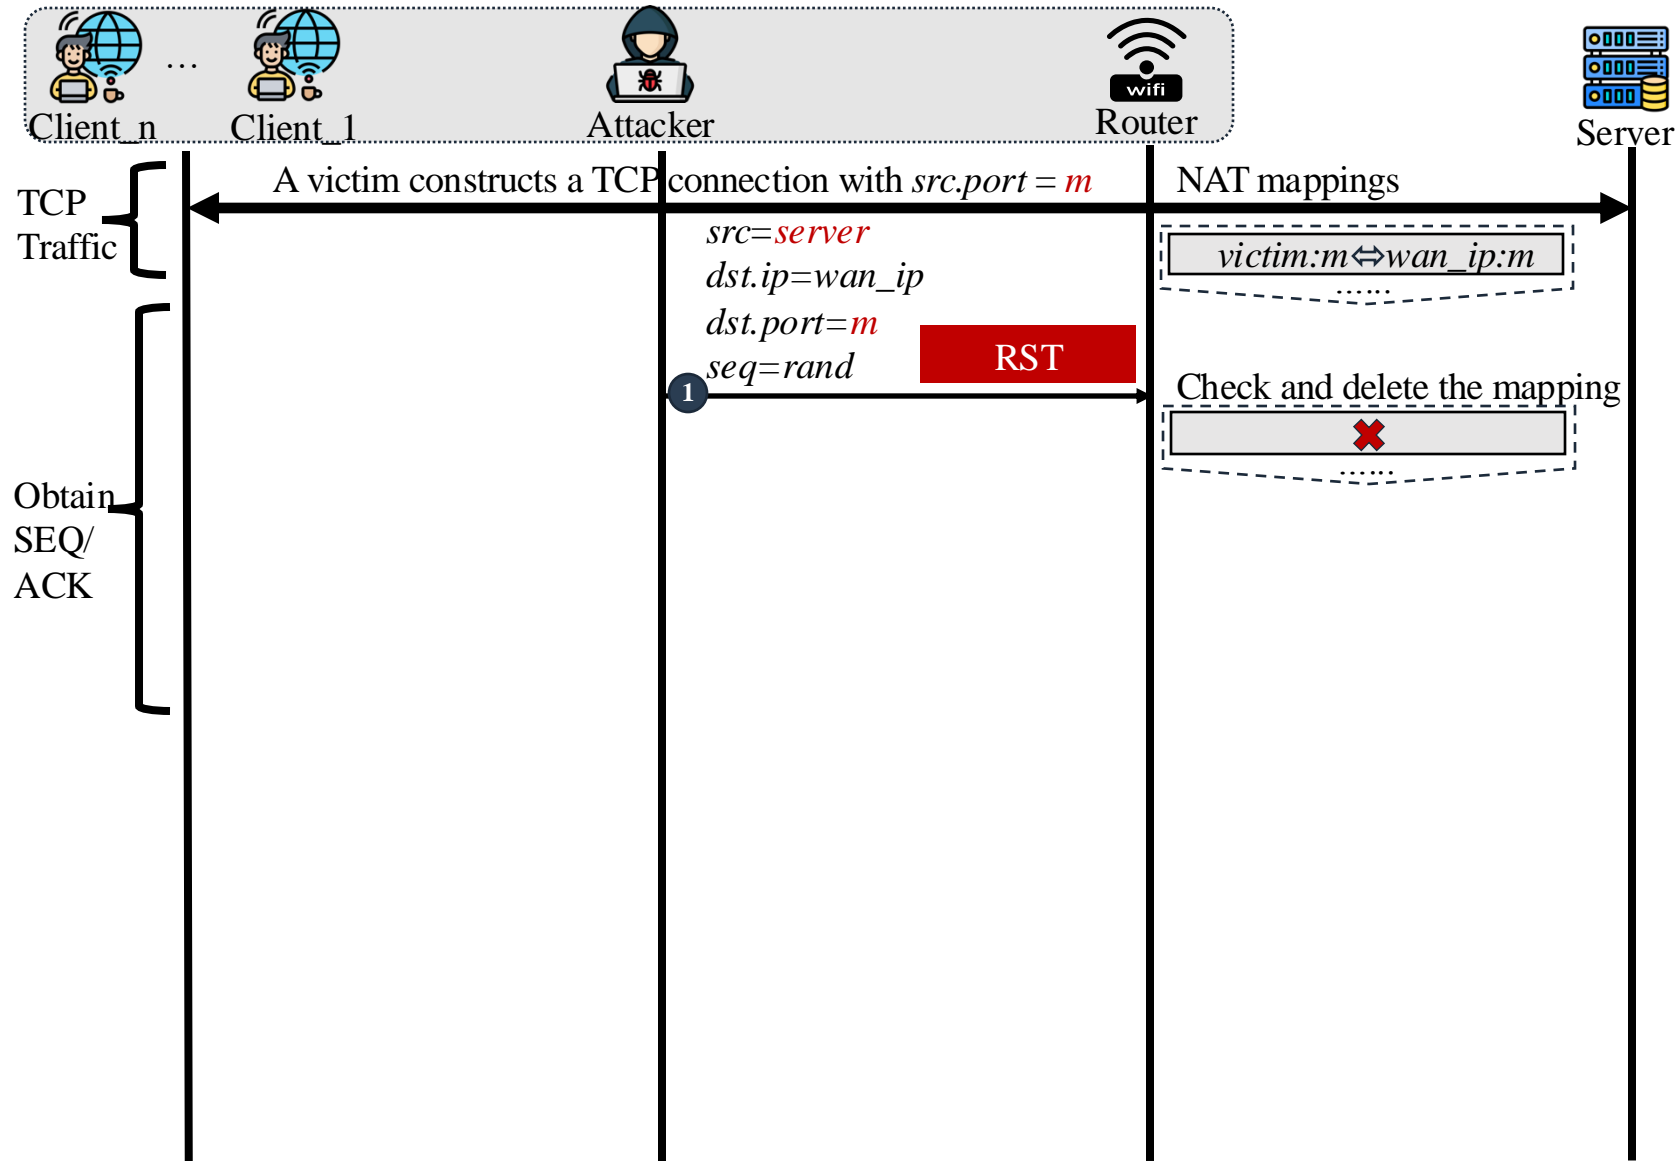 Client_n
...
Client_1
Attacker
wifi
Router
Server
TCP
Traffic
A victim constructs a TCP connection with src.port = m
NAT mappings
src=server
dst.ip=wan_ip
dst.port=m
seq=rand
victim:m⇔wan_ip:m
......
RST
1
Check and delete the mapping
......
Obtain
SEQ/
ACK